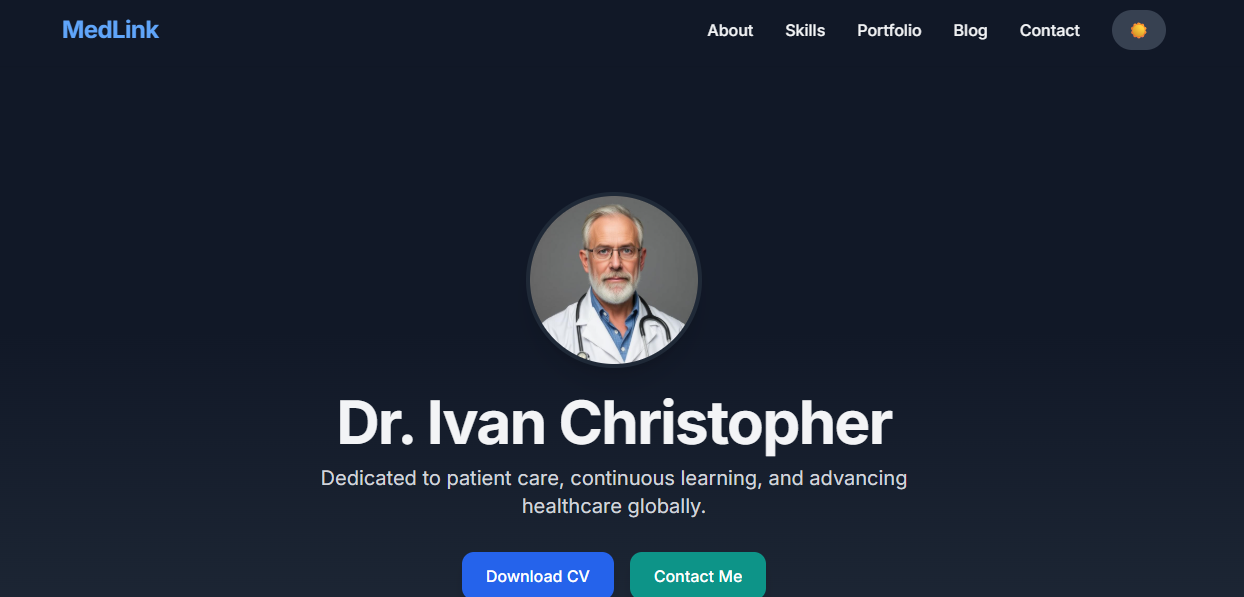 MedLink
About
Skills
Portfolio
Blog
Contact
Dr. Ivan Christopher
Dedicated to patient care, continuous learning, and advancing
healthcare globally.
Download CV
Contact Me